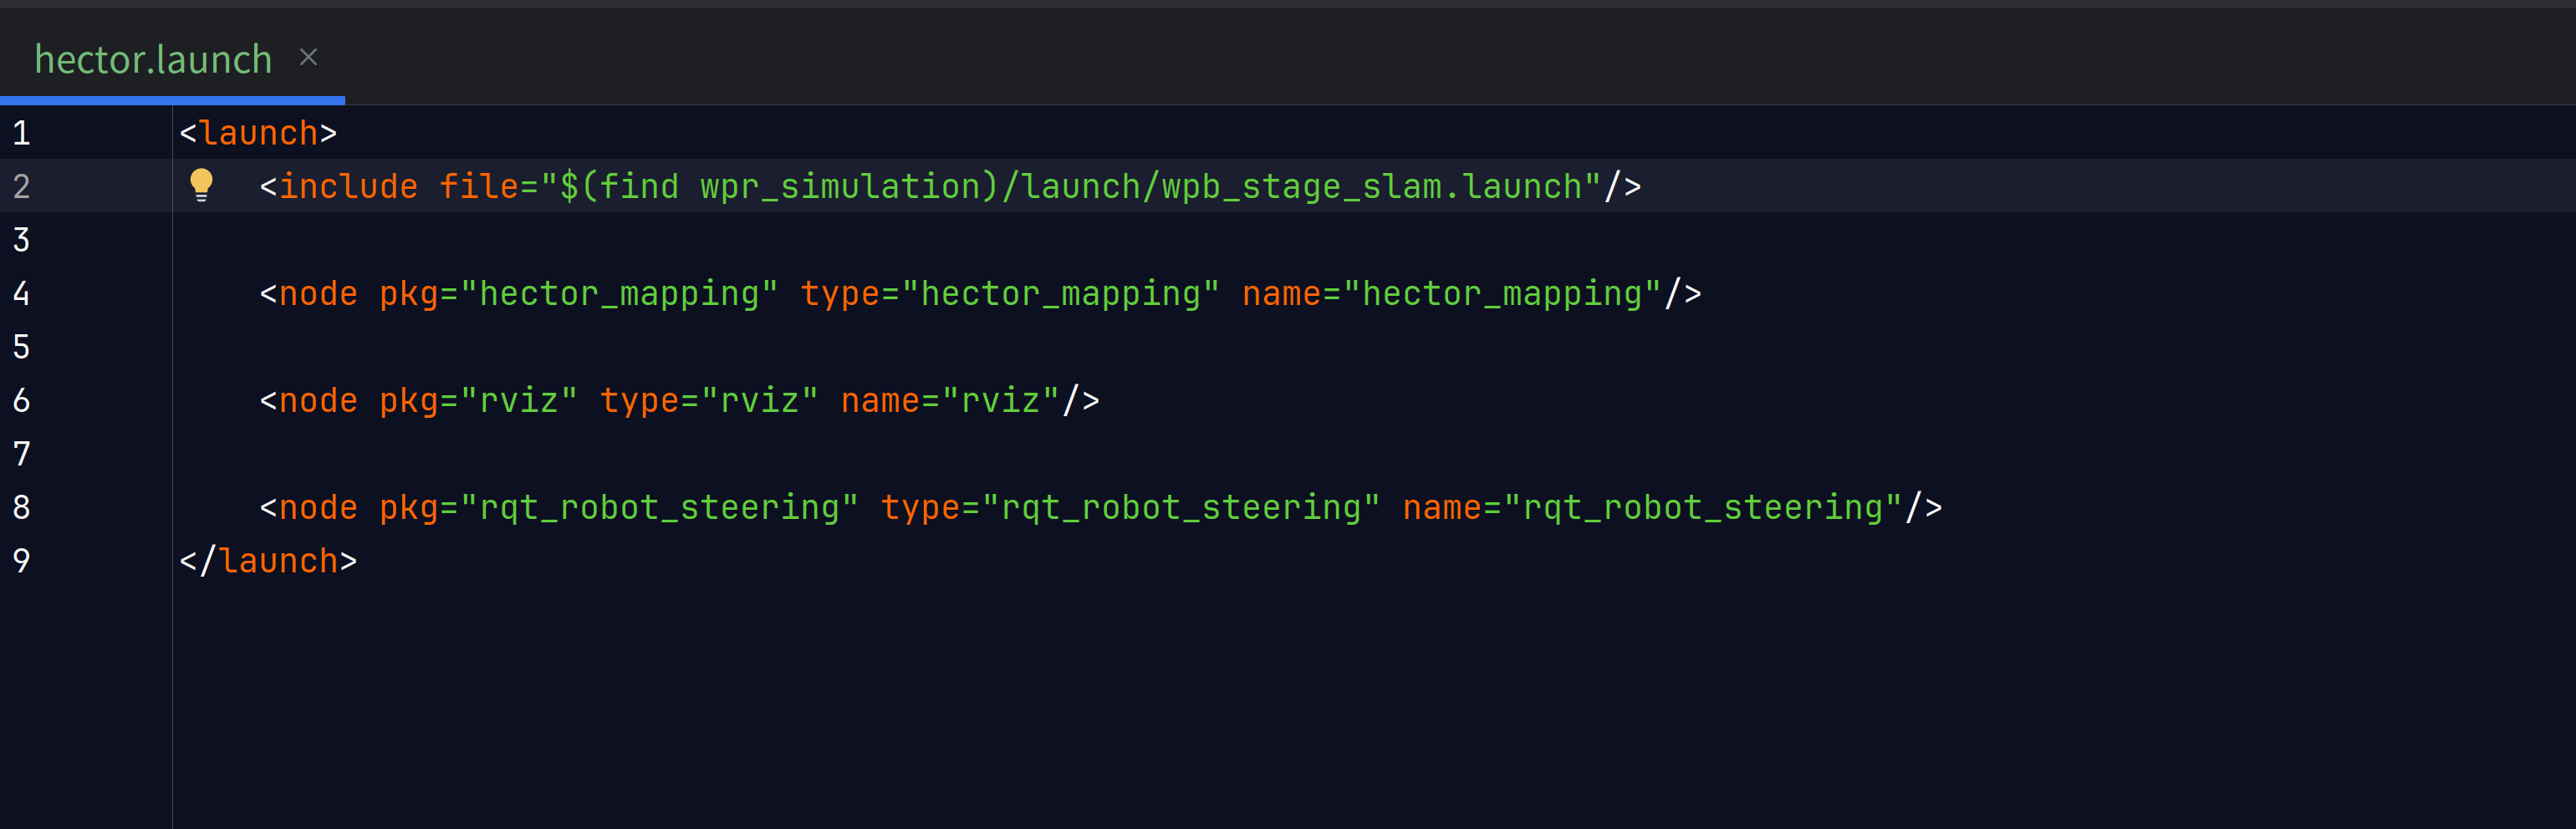 hector.launch ×
1 <launch>
2 <include file="$(find wpr_simulation)/launch/wpb_stage_slam.launch"/>
3
4 <node pkg="hector_mapping" type="hector_mapping" name="hector_mapping"/>
5
6 <node pkg="rviz" type="rviz" name="rviz"/>
7
8 <node pkg="rqt_robot_steering" type="rqt_robot_steering" name="rqt_robot_steering"/>
9 </launch>